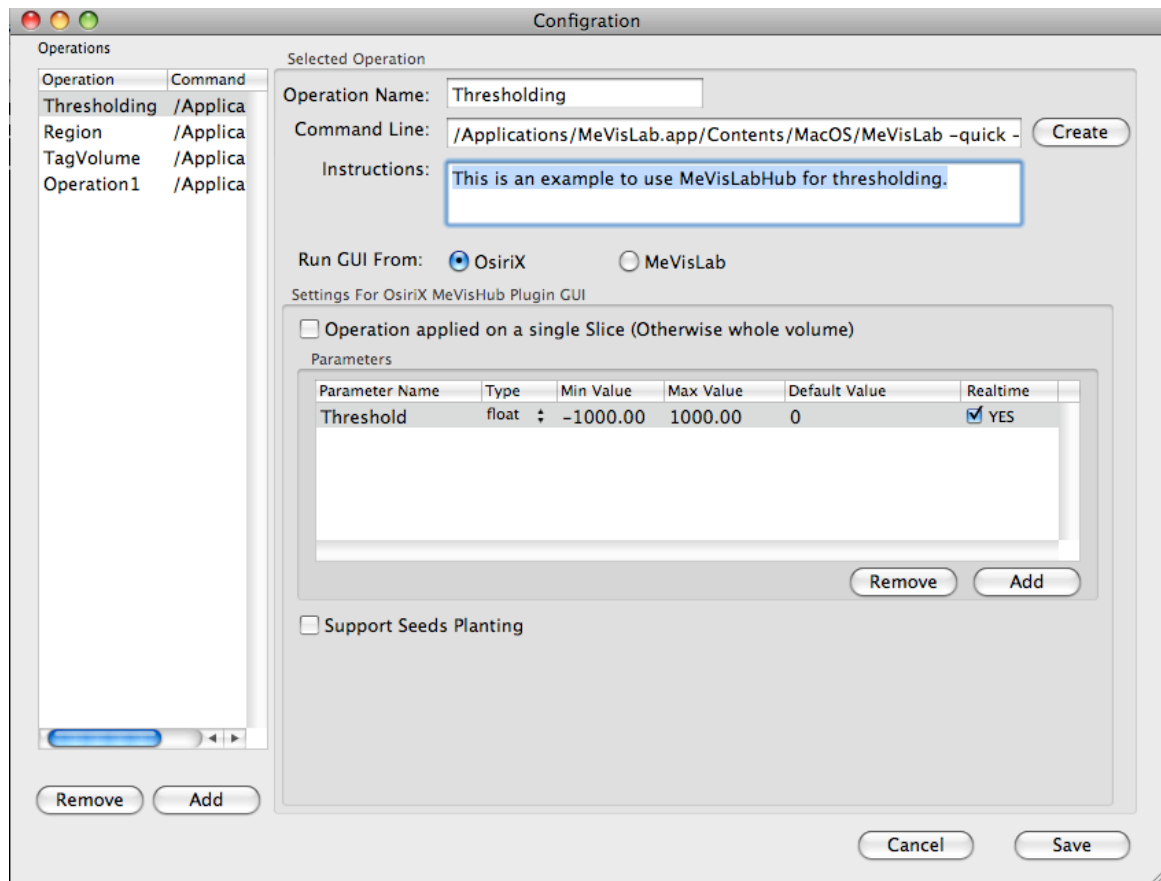 Configration
Operations
Operation Command
Thresholding /Applica
Region /Applica
TagVolume /Applica
Operation1 /Applica
Remove Add
Selected Operation
Operation Name: Thresholding
Command Line: /Applications/MeVisLab.app/Contents/MacOS/MeVisLab -quick - Create
Instructions: This is an example to use MeVisLabHub for thresholding.
Run GUI From: OsiriX MeVisLab
Settings For OsiriX MeVisHub Plugin GUI
Operation applied on a single Slice (Otherwise whole volume)
Parameters
Parameter Name Type Min Value Max Value Default Value Realtime
Threshold float -1000.00 1000.00 0 YES
Remove Add
Support Seeds Planting
Cancel Save